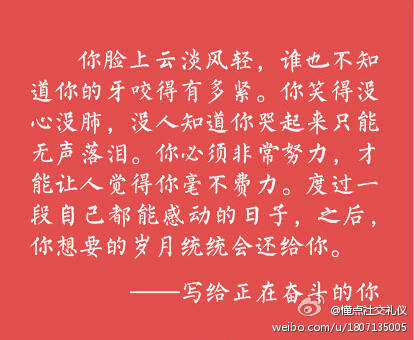 你脸上云淡风轻，谁也不知
道你的牙咬得有多紧。你笑得没
心没肺，没人知道你哭起来只能
无声落泪。你必须非常努力，才
能让人觉得你毫不费力。度过一
段自己都能感动的日子，之后，
你想要的岁月统统会还给你。
——写给正在奋斗的你
@懂点社交礼仪
weibo.com/u/1807135005